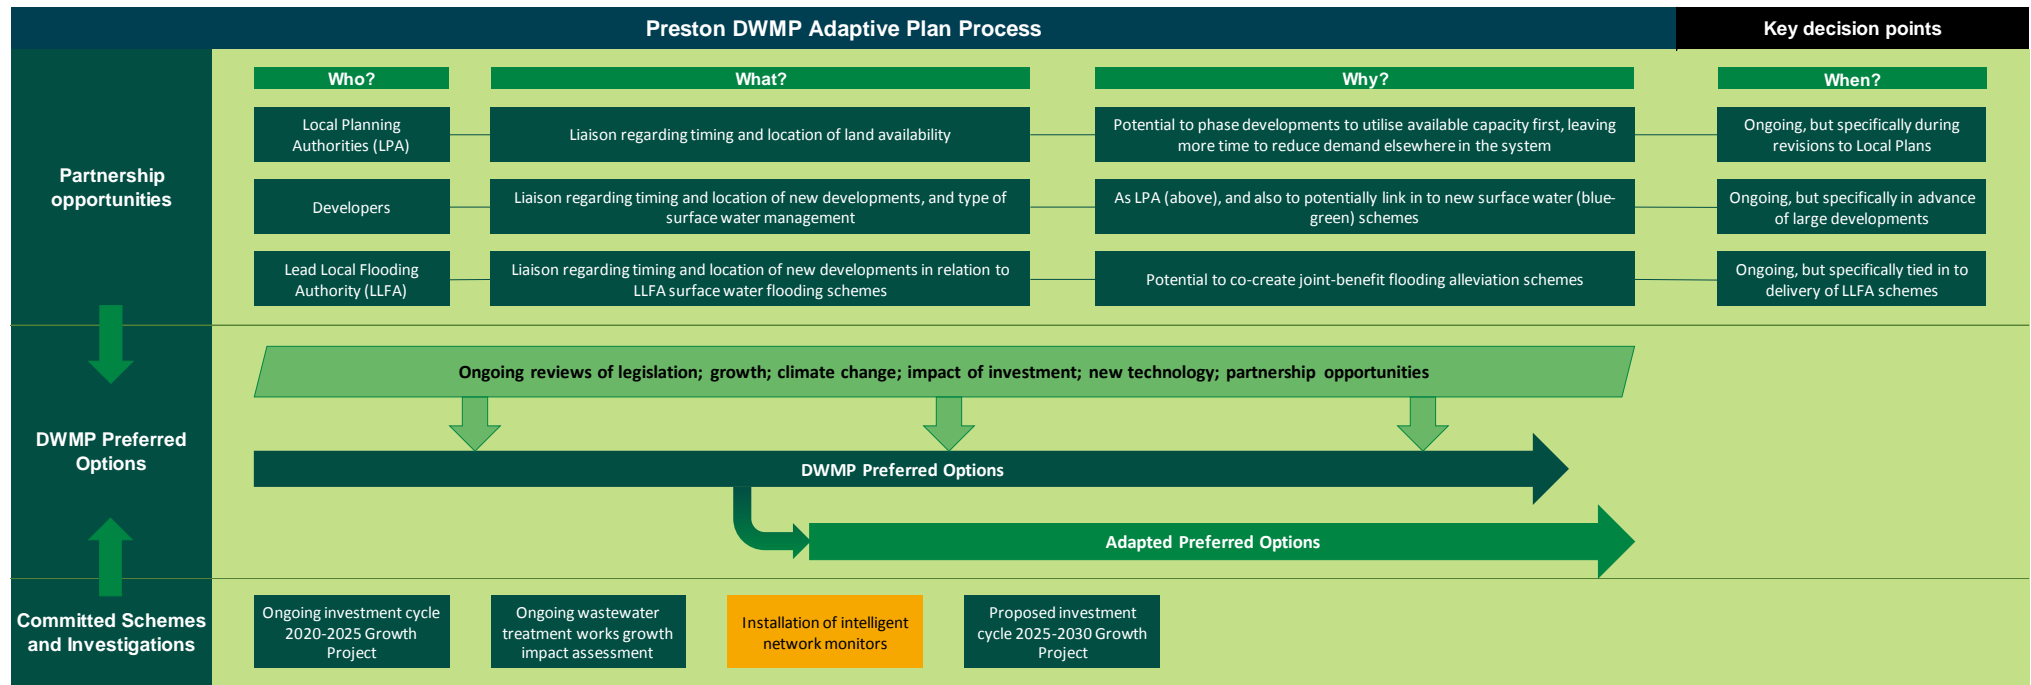 Preston DWMP Adaptive Plan Process
Key decision points
Who?
What?
Why?
When?
Partnership
opportunities
Local Planning
Authorities (LPA)
Liaison regarding timing and location of land availability
Potential to phase developments to utilise available capacity first, leaving
more time to reduce demand elsewhere in the system
Ongoing, but specifically during
revisions to Local Plans
Developers
Liaison regarding timing and location of new developments, and type of
surface water management
As LPA (above), and also to potentially link in to new surface water (blue-
green) schemes
Ongoing, but specifically in advance
of large developments
Lead Local Flooding
Authority (LLFA)
Liaison regarding timing and location of new developments in relation to
LLFA surface water flooding schemes
Potential to co-create joint-benefit flooding alleviation schemes
Ongoing, but specifically tied in to
delivery of LLFA schemes
DWMP Preferred
Options
Ongoing reviews of legislation; growth; climate change; impact of investment; new technology; partnership opportunities
DWMP Preferred Options
Adapted Preferred Options
Committed Schemes
and Investigations
Ongoing investment cycle
2020-2025 Growth
Project
Ongoing wastewater
treatment works growth
impact assessment
Installation of intelligent
network monitors
Proposed investment
cycle 2025-2030 Growth
Project